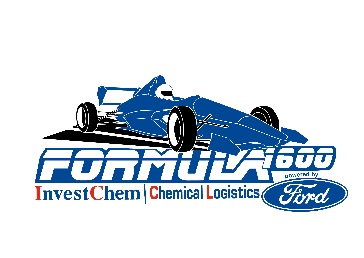 FORMULA 1600
powered by
InvestChem | Chemical Logistics
Ford